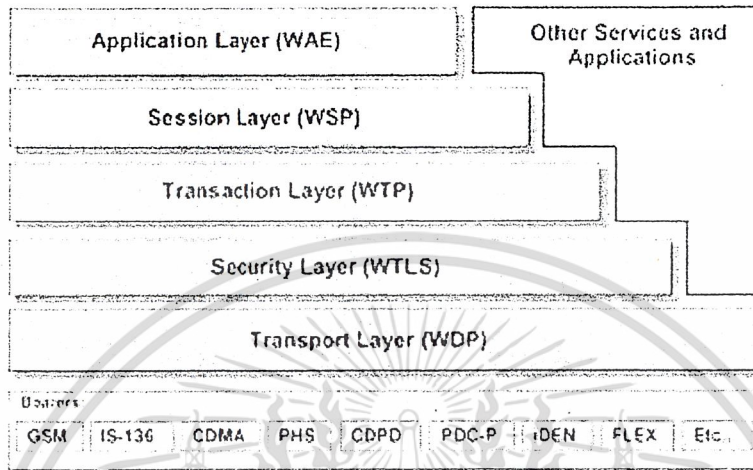 Application Layer (WAE)
Other Services and
Applications
Session Layer (WSP)
Transaction Layer (WTP)
Security Layer (WTLS)
Transport Layer (WDP)
Bearers:
GSM IS-136 CDMA PHS CDPD PDC-P iDEN FLEX Etc.